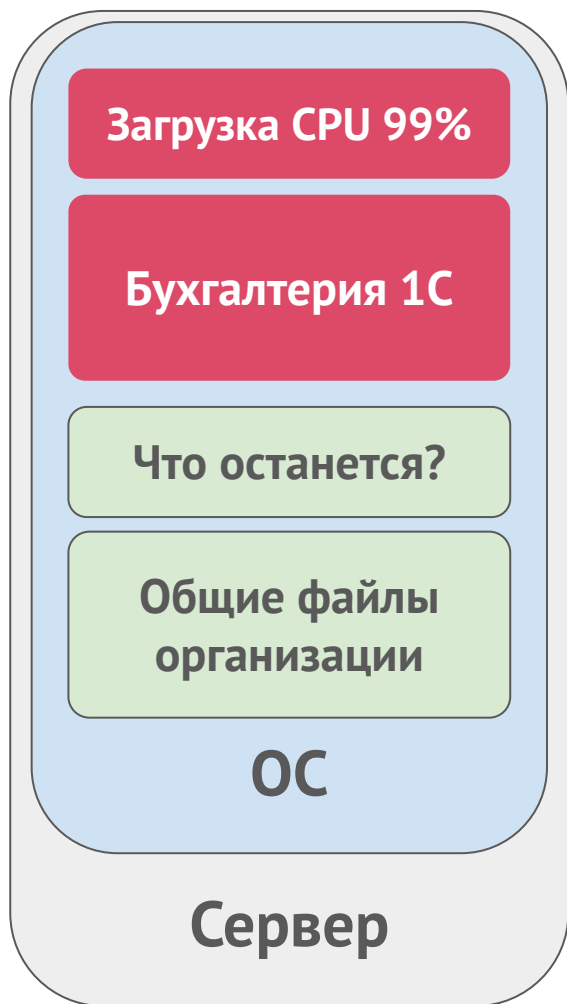 Загрузка CPU 99%
Бухгалтерия 1С
Что останется?
Общие файлы
организации
ОС
Сервер